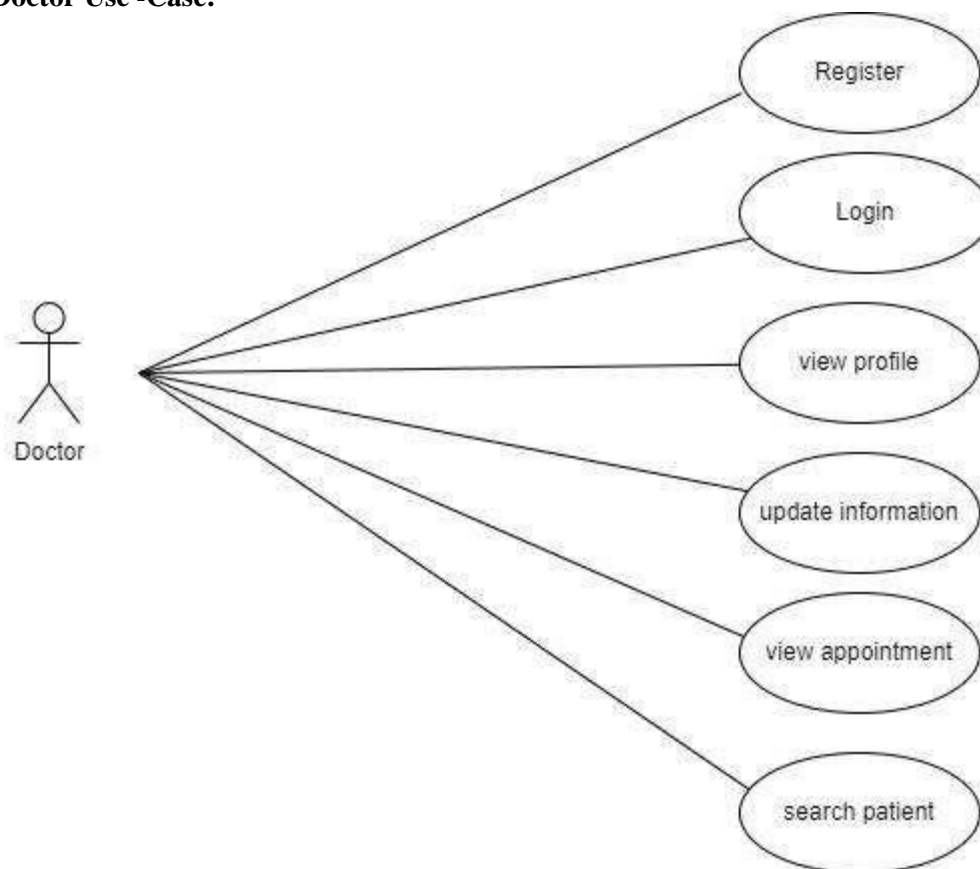 Doctor Use -Case:
Register
Login
view profile
Doctor
update information
view appointment
search patient